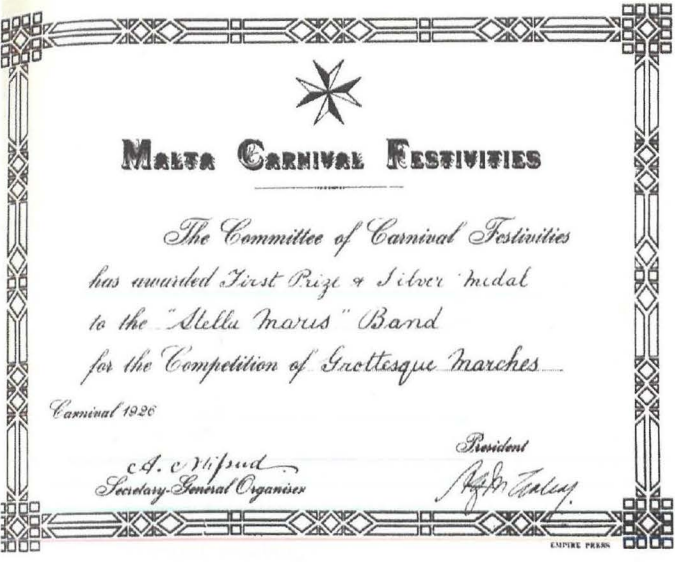 MALTA CARNIVAL FESTIVITIES
The Committee of Carnival Festivities
has awarded First Prize & Silver Medal
to the "Stella Maris" Band
for the Competition of Grottesque Marches
Carnival 1926
President
A. Mifsud
Secretary-General Organiser
EMPIRE PRESS